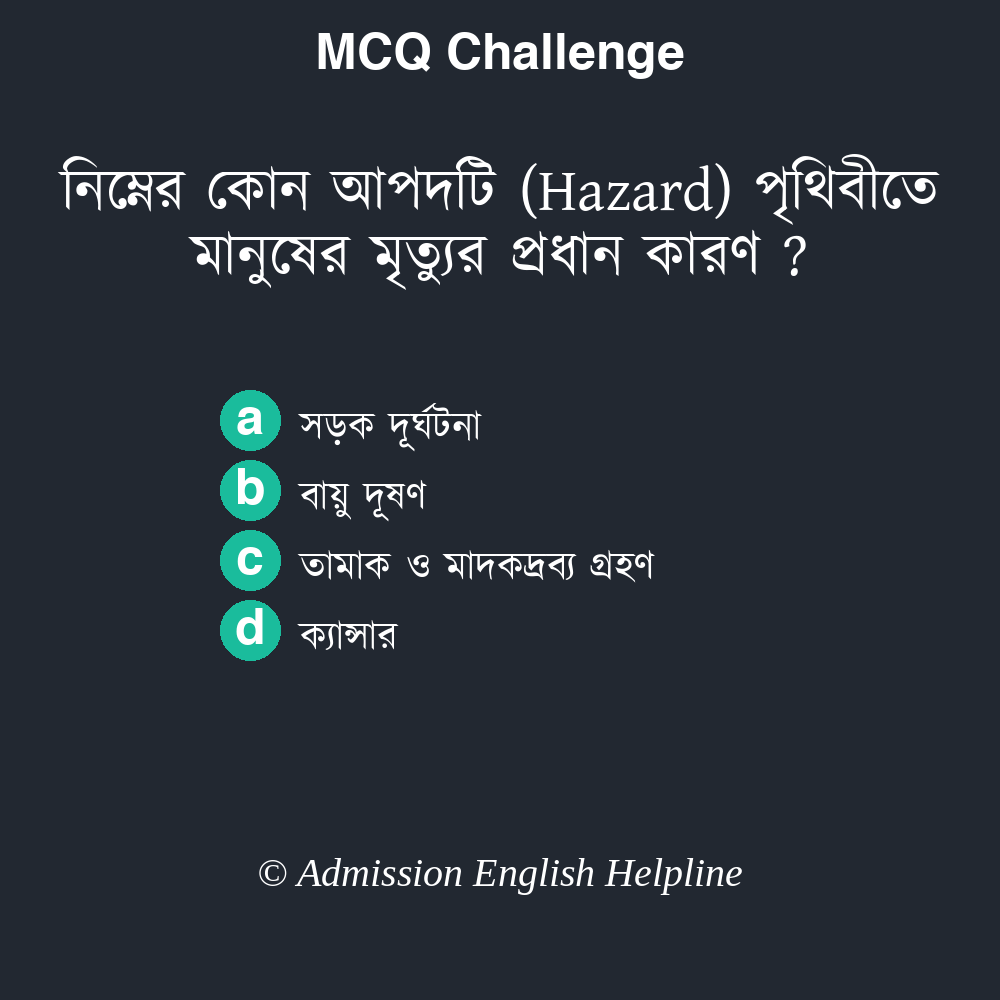 MCQ Challenge
নিম্নের কোন আপদটি (Hazard) পৃথিবীতে
মানুষের মৃত্যুর প্রধান কারণ ?
a সড়ক দূর্ঘটনা
b বায়ু দূষণ
c তামাক ও মাদকদ্রব্য গ্রহণ
d ক্যান্সার
© Admission English Helpline